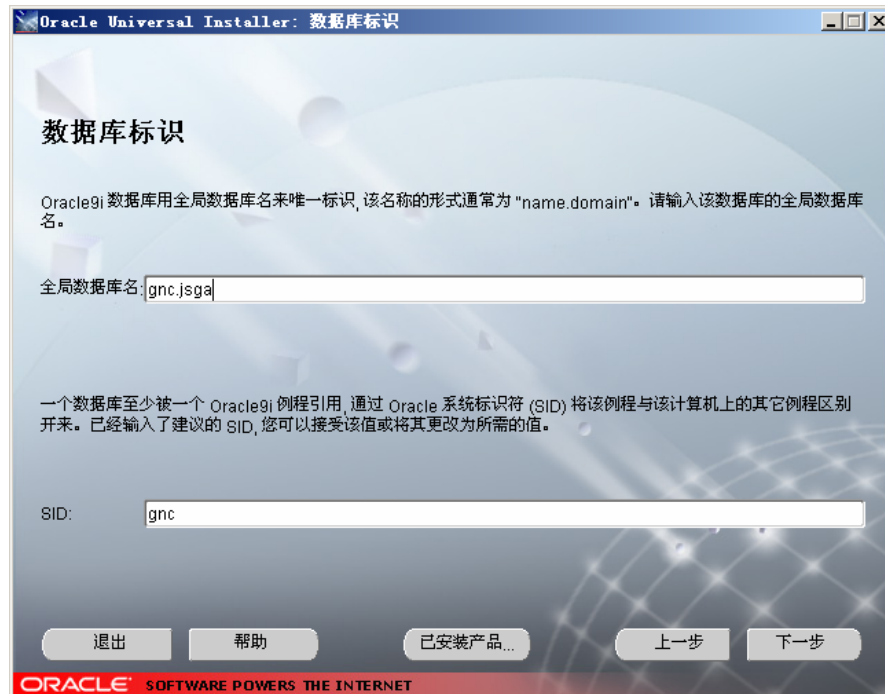 Oracle Universal Installer: 数据库标识
数据库标识
Oracle9i 数据库用全局数据库名来唯一标识, 该名称的形式通常为 "name.domain"。请输入该数据库的全局数据库
名。
全局数据库名: gnc.jsga
一个数据库至少被一个 Oracle9i 例程引用, 通过 Oracle 系统标识符 (SID) 将该例程与该计算机上的其它例程区别
开来。已经输入了建议的 SID, 您可以接受该值或将其更改为所需的值。
SID: gnc
退出 帮助 已安装产品... 上一步 下一步
ORACLE SOFTWARE POWERS THE INTERNET